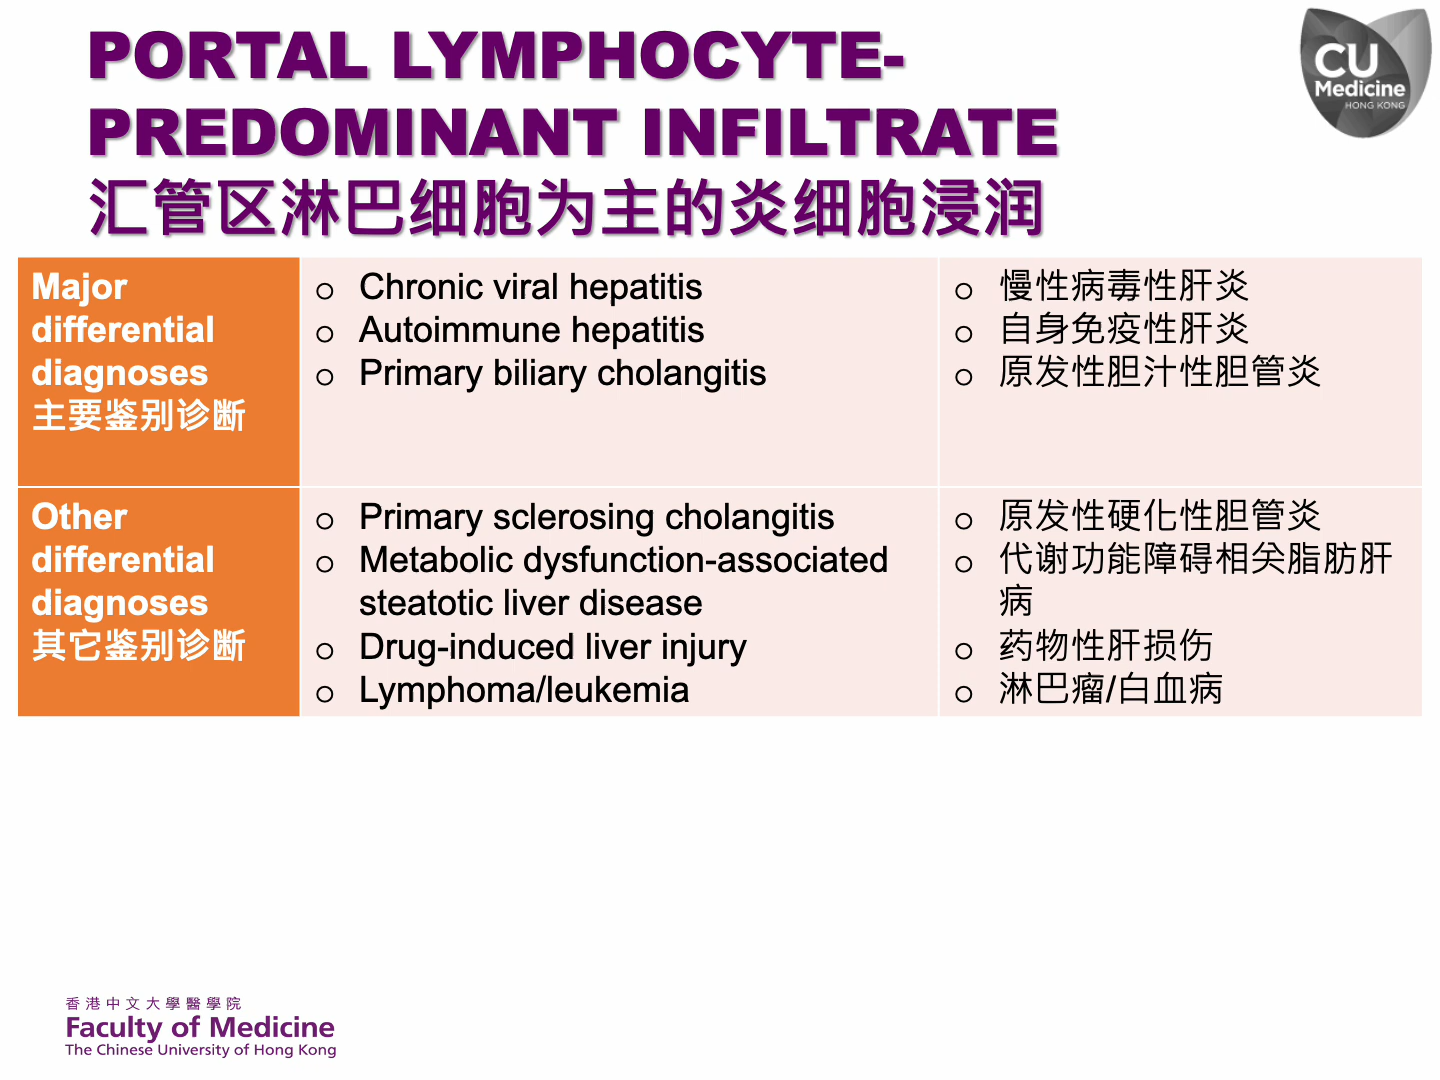 PORTAL LYMPHOCYTE-
PREDOMINANT INFILTRATE
汇管区淋巴细胞为主的炎细胞浸润
CU
Medicine
HONG KONG
Major
differential
diagnoses
主要鉴别诊断
o Chronic viral hepatitis
o Autoimmune hepatitis
o Primary biliary cholangitis
o 慢性病毒性肝炎
o 自身免疫性肝炎
o 原发性胆汁性胆管炎
Other
differential
diagnoses
其它鉴别诊断
o Primary sclerosing cholangitis
o Metabolic dysfunction-associated
steatotic liver disease
o Drug-induced liver injury
o Lymphoma/leukemia
o 原发性硬化性胆管炎
o 代谢功能障碍相关脂肪肝
病
o 药物性肝损伤
o 淋巴瘤/白血病
香港中文大學醫學院
Faculty of Medicine
The Chinese University of Hong Kong